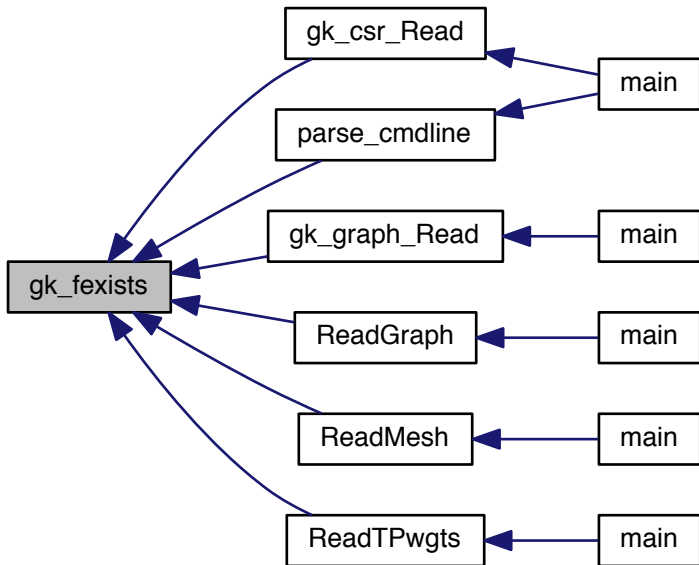 gk_csr_Read
main
parse_cmdline
gk_graph_Read
main
gk_fexists
ReadGraph
main
ReadMesh
main
ReadTPwgts
main